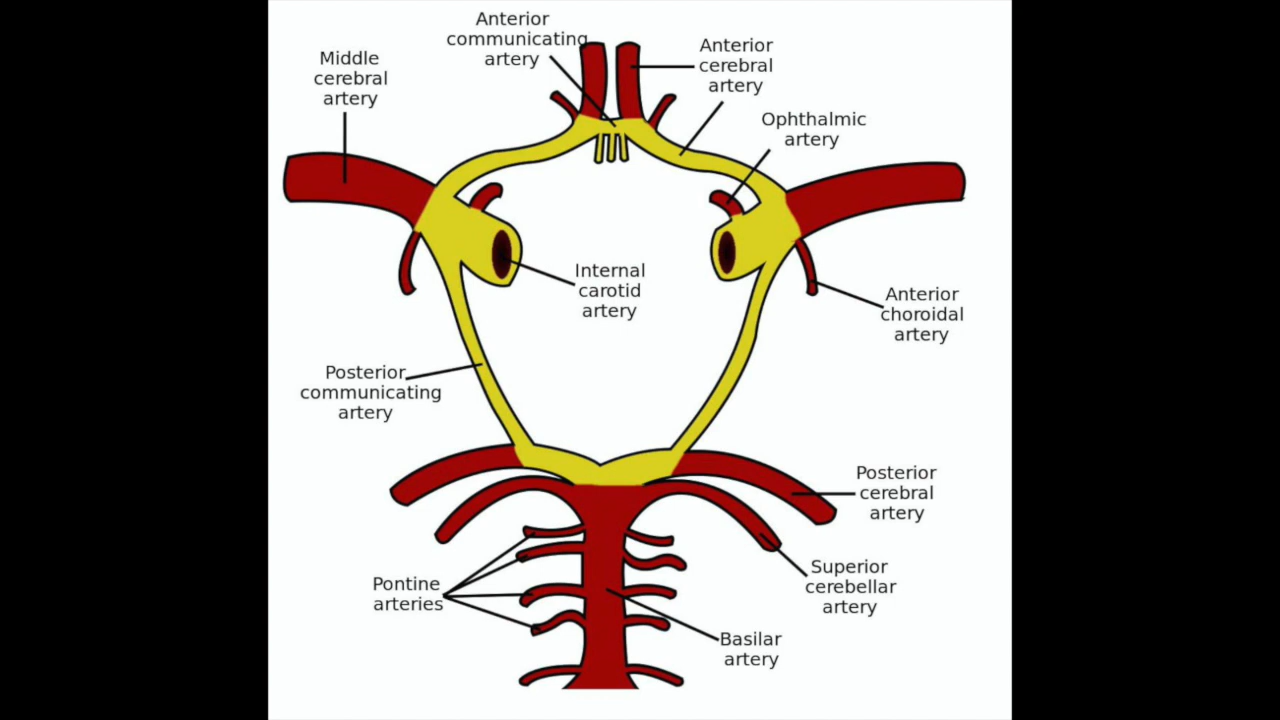 Anterior
communicating
artery
Middle
cerebral
artery
Anterior
cerebral
artery
Ophthalmic
artery
Internal
carotid
artery
Anterior
choroidal
artery
Posterior
communicating
artery
Posterior
cerebral
artery
Superior
cerebellar
artery
Pontine
arteries
Basilar
artery